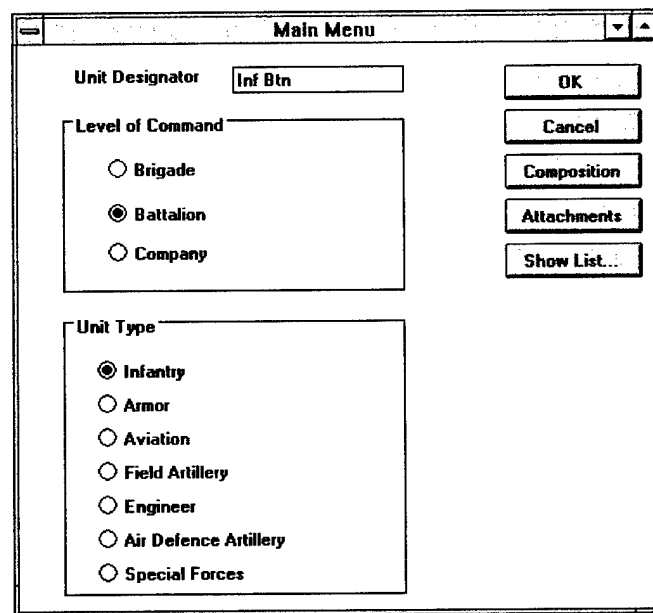 Main Menu
Unit Designator Inf Btn
Level of Command
Brigade
Battalion
Company
Unit Type
Infantry
Armor
Aviation
Field Artillery
Engineer
Air Defence Artillery
Special Forces
OK
Cancel
Composition
Attachments
Show List...